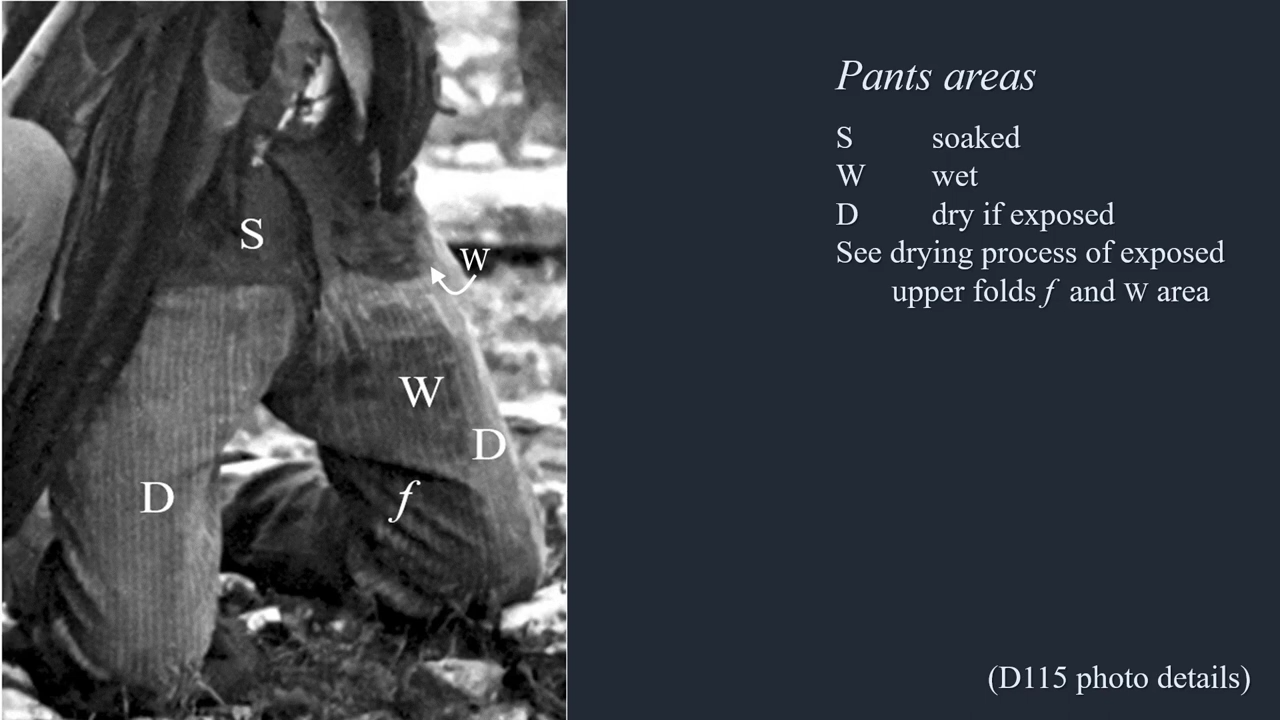 S
W
W
D
D
f
Pants areas
S soaked
W wet
D dry if exposed
See drying process of exposed
upper folds f and W area
(D115 photo details)